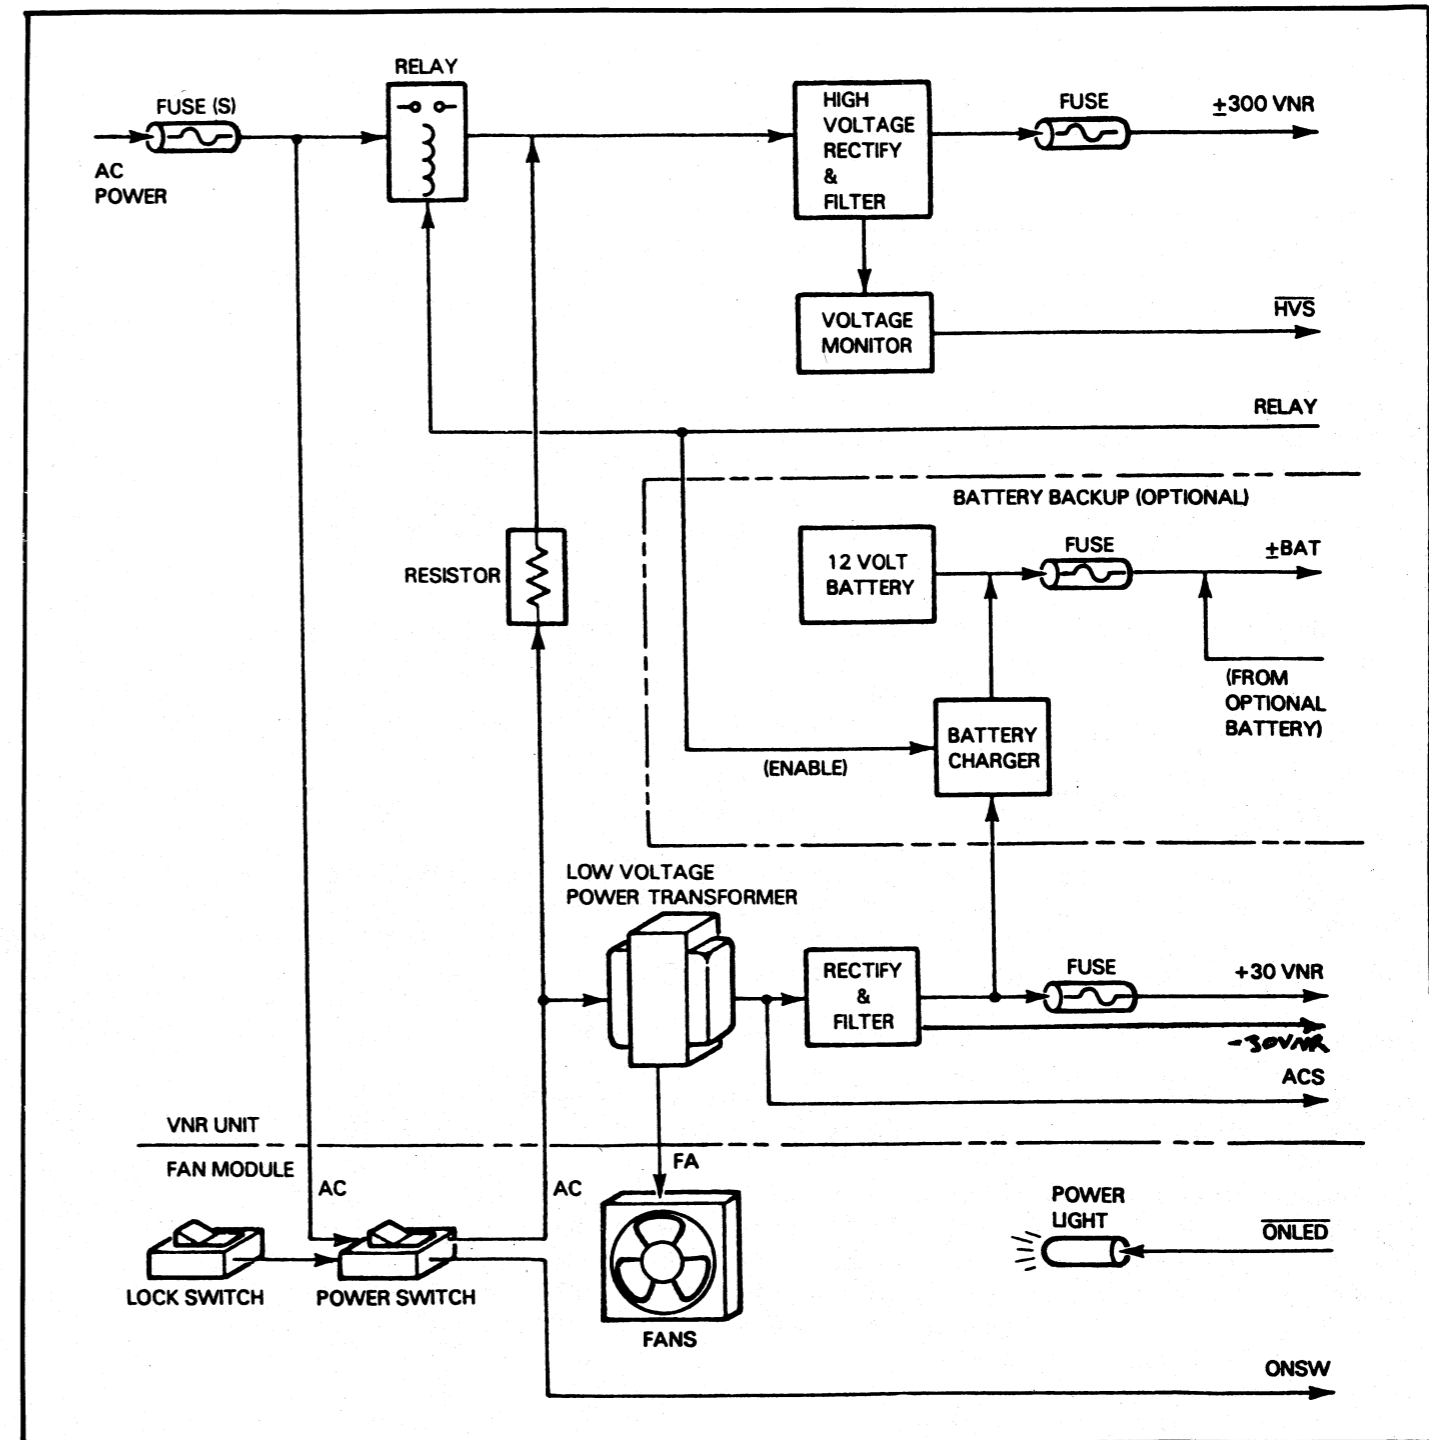 RELAY
FUSE (S)
AC
POWER
HIGH
VOLTAGE
RECTIFY
&
FILTER
FUSE
±300 VNR
VOLTAGE
MONITOR
HVS
RELAY
BATTERY BACKUP (OPTIONAL)
12 VOLT
BATTERY
FUSE
±BAT
RESISTOR
(FROM
OPTIONAL
BATTERY)
BATTERY
CHARGER
(ENABLE)
LOW VOLTAGE
POWER TRANSFORMER
RECTIFY
&
FILTER
FUSE
+30 VNR
-30VNR
ACS
VNR UNIT
FAN MODULE
AC
AC
FA
POWER
LIGHT
ONLED
LOCK SWITCH
POWER SWITCH
FANS
ONSW